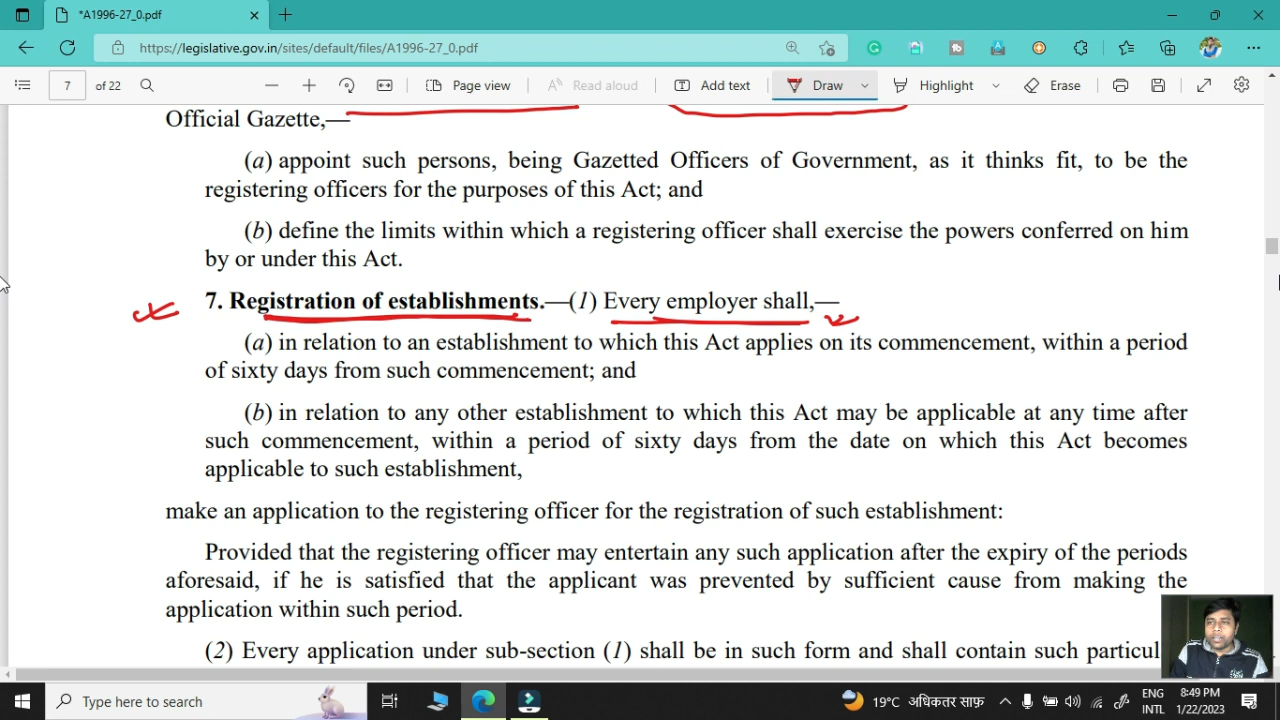 *A1996-27_0.pdf
https://legislative.gov.in/sites/default/files/A1996-27_0.pdf
7 of 22 Page view Read aloud Add text Draw Highlight Erase
Official Gazette,—
(a) appoint such persons, being Gazetted Officers of Government, as it thinks fit, to be the
registering officers for the purposes of this Act; and
(b) define the limits within which a registering officer shall exercise the powers conferred on him
by or under this Act.
7. Registration of establishments.—(1) Every employer shall,—
(a) in relation to an establishment to which this Act applies on its commencement, within a period
of sixty days from such commencement; and
(b) in relation to any other establishment to which this Act may be applicable at any time after
such commencement, within a period of sixty days from the date on which this Act becomes
applicable to such establishment,
make an application to the registering officer for the registration of such establishment:
Provided that the registering officer may entertain any such application after the expiry of the periods
aforesaid, if he is satisfied that the applicant was prevented by sufficient cause from making the
application within such period.
(2) Every application under sub-section (1) shall be in such form and shall contain such particul
Type here to search 19°C अधिकतर साफ़ ENG 8:49 PM
INTL 1/22/2023